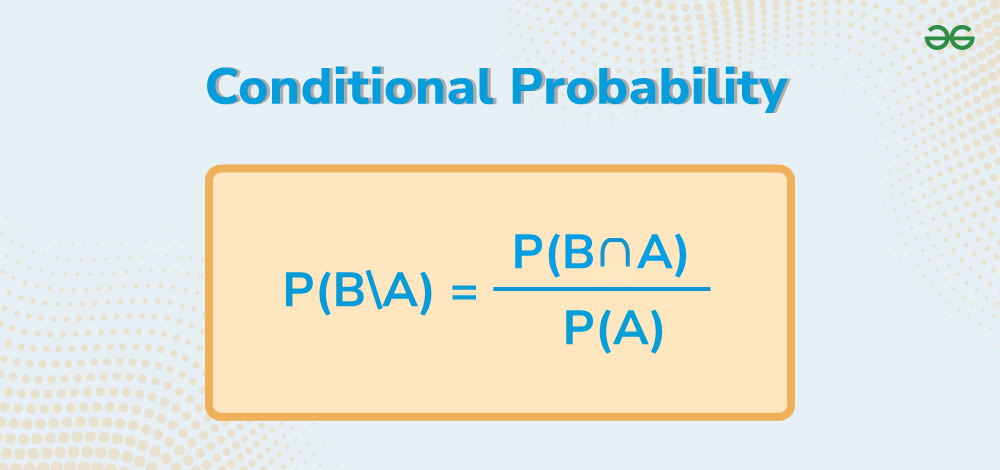 Conditional Probability
P(B\A) = P(B∩A)
P(A)